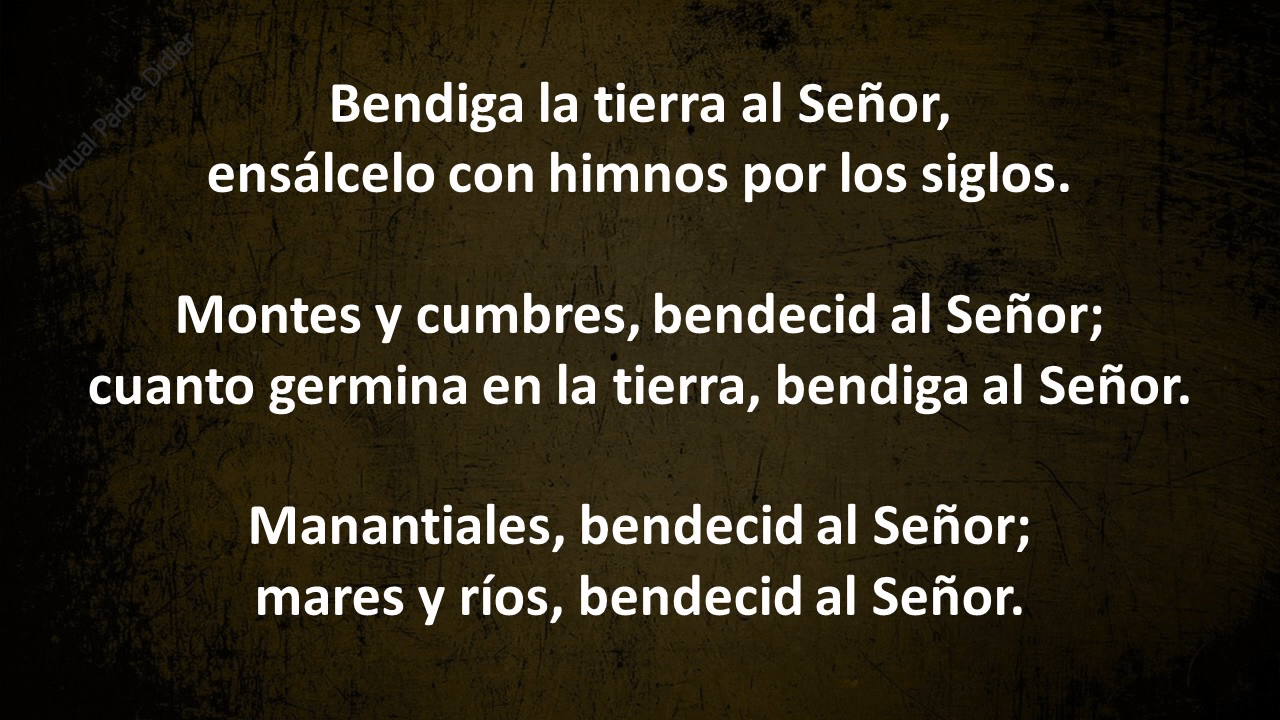 Virtual Padre Didier
Bendiga la tierra al Señor,
ensálcelo con himnos por los siglos.
Montes y cumbres, bendecid al Señor;
cuanto germina en la tierra, bendiga al Señor.
Manantiales, bendecid al Señor;
mares y ríos, bendecid al Señor.